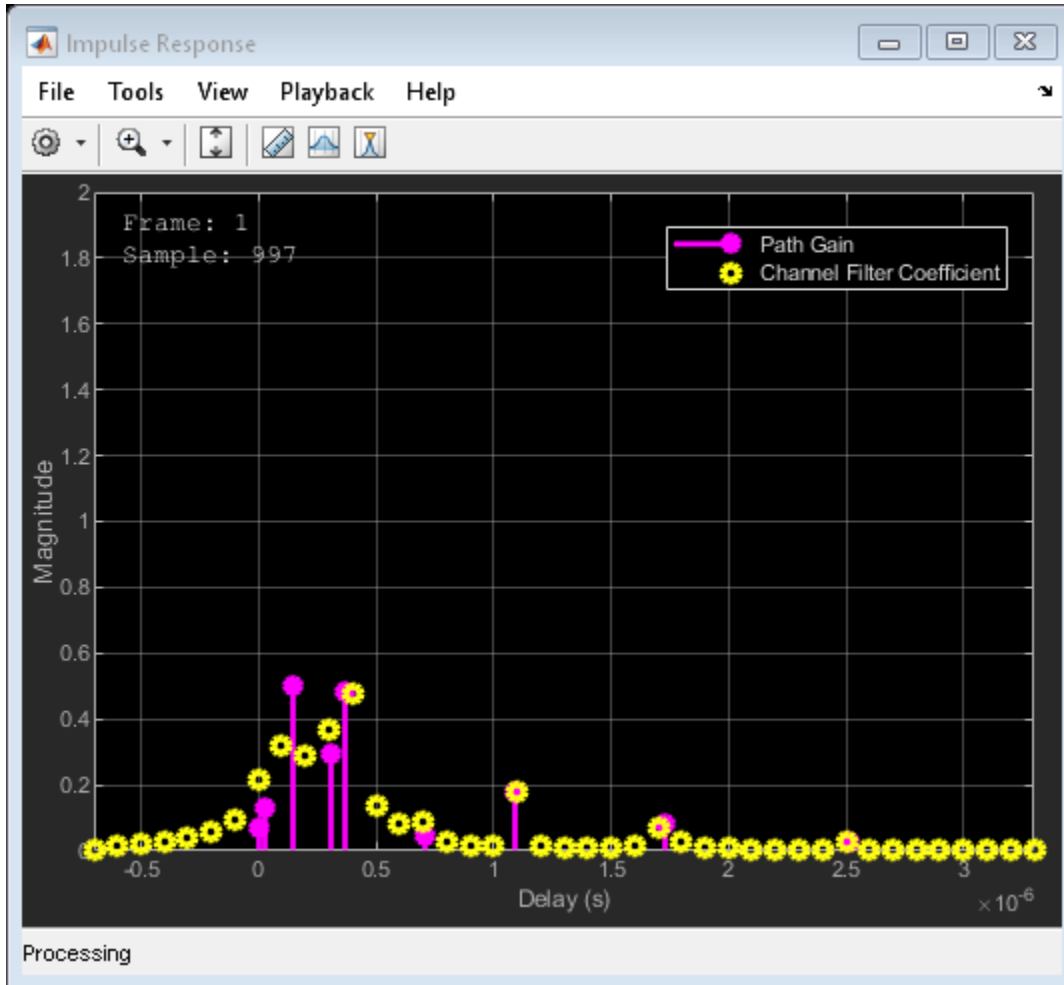 Impulse Response
File Tools View Playback Help
Frame: 1
Sample: 997
Path Gain
Channel Filter Coefficient
2
1.8
1.6
1.4
1.2
1
0.8
0.6
0.4
0.2
0
Magnitude
-0.5 0 0.5 1 1.5 2 2.5 3
Delay (s)
×10⁻⁶
Processing